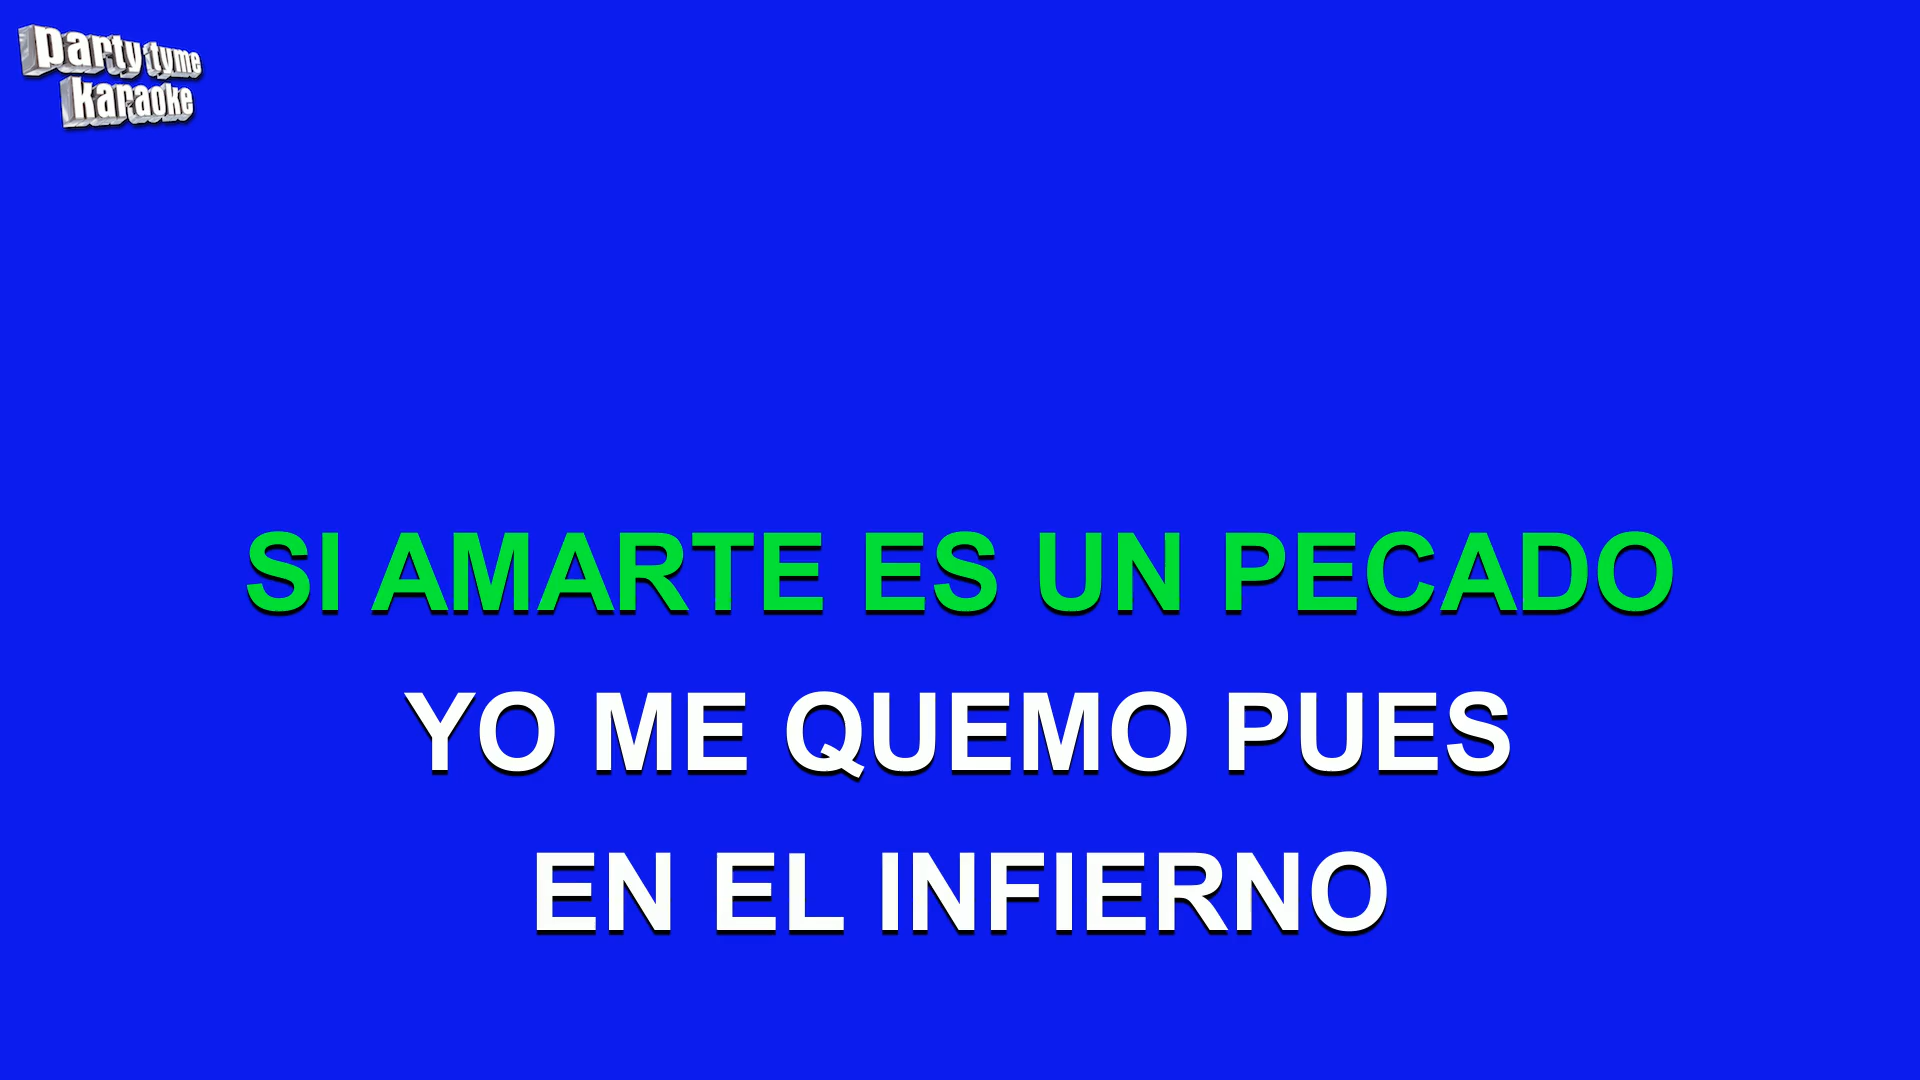 party tyme
karaoke
SI AMARTE ES UN PECADO
YO ME QUEMO PUES
EN EL INFIERNO